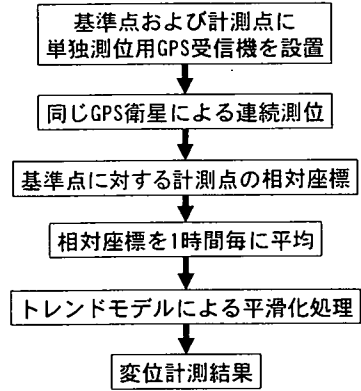 基準点および計測点に
単独測位用GPS受信機を設置
同じGPS衛星による連続測位
基準点に対する計測点の相対座標
相対座標を1時間毎に平均
トレンドモデルによる平滑化処理
変位計測結果